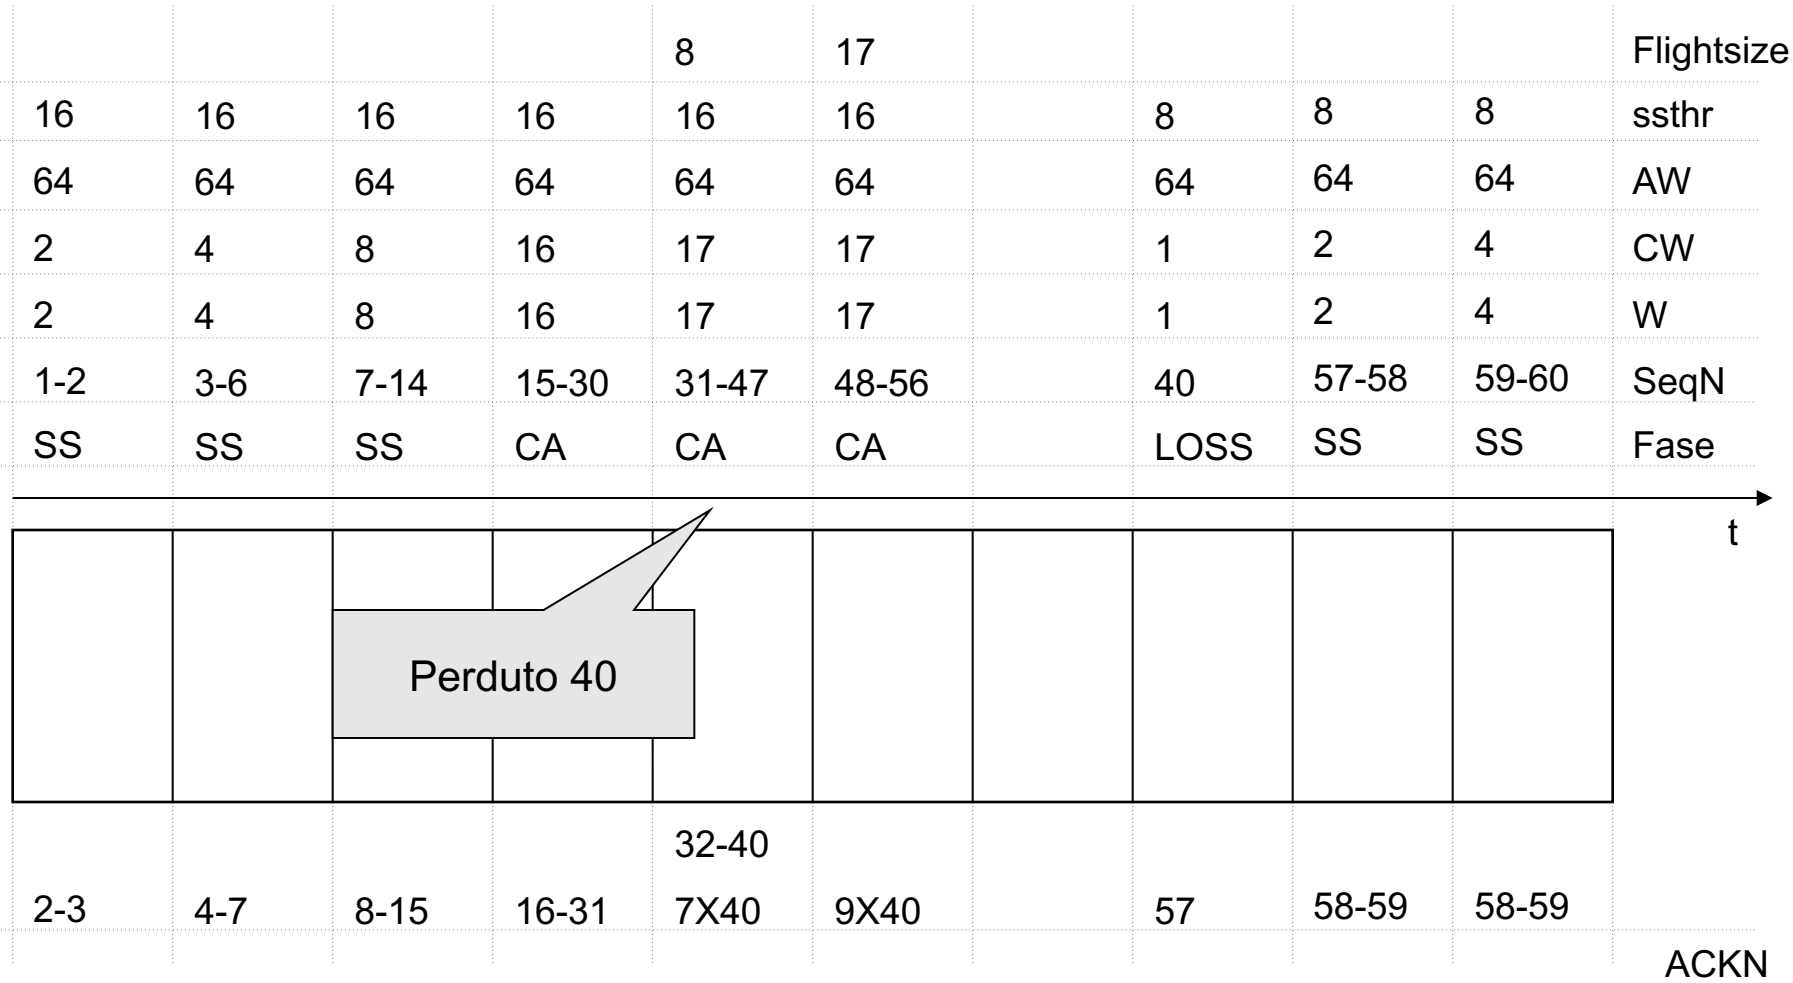 8 17 Flightsize
16 16 16 16 16 16 8 8 8 ssthr
64 64 64 64 64 64 64 64 64 AW
2 4 8 16 17 17 1 2 4 CW
2 4 8 16 17 17 1 2 4 W
1-2 3-6 7-14 15-30 31-47 48-56 40 57-58 59-60 SeqN
SS SS SS CA CA CA LOSS SS SS Fase
t
Perduto 40
32-40
2-3 4-7 8-15 16-31 7X40 9X40 57 58-59 58-59
ACKN